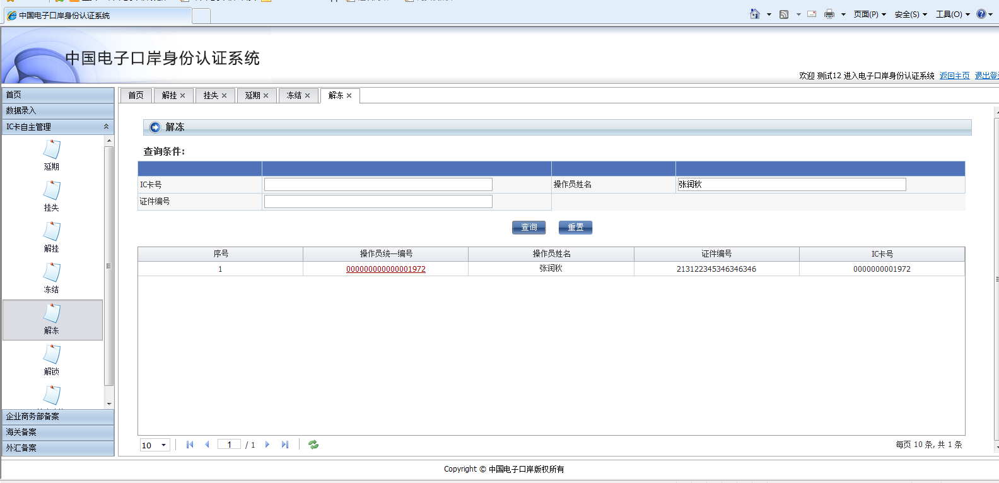 中国电子口岸身份认证系统
页面(P) 安全(S) 工具(O)
中国电子口岸身份认证系统
欢迎 测试12 进入电子口岸身份认证系统 返回主页 退出登
首页
数据录入
IC卡自主管理
延期
挂失
解挂
冻结
解冻
解锁
企业商务部备案
海关备案
外汇备案
首页 解挂 挂失 延期 冻结 解冻
解冻
查询条件:
IC卡号 操作员姓名 张润秋
证件编号
查询 重置
序号 操作员统一编号 操作员姓名 证件编号 IC卡号
1 000000000000001972 张润秋 213122345346346346 0000000001972
10 1 / 1 每页 10 条, 共 1 条
Copyright © 中国电子口岸版权所有